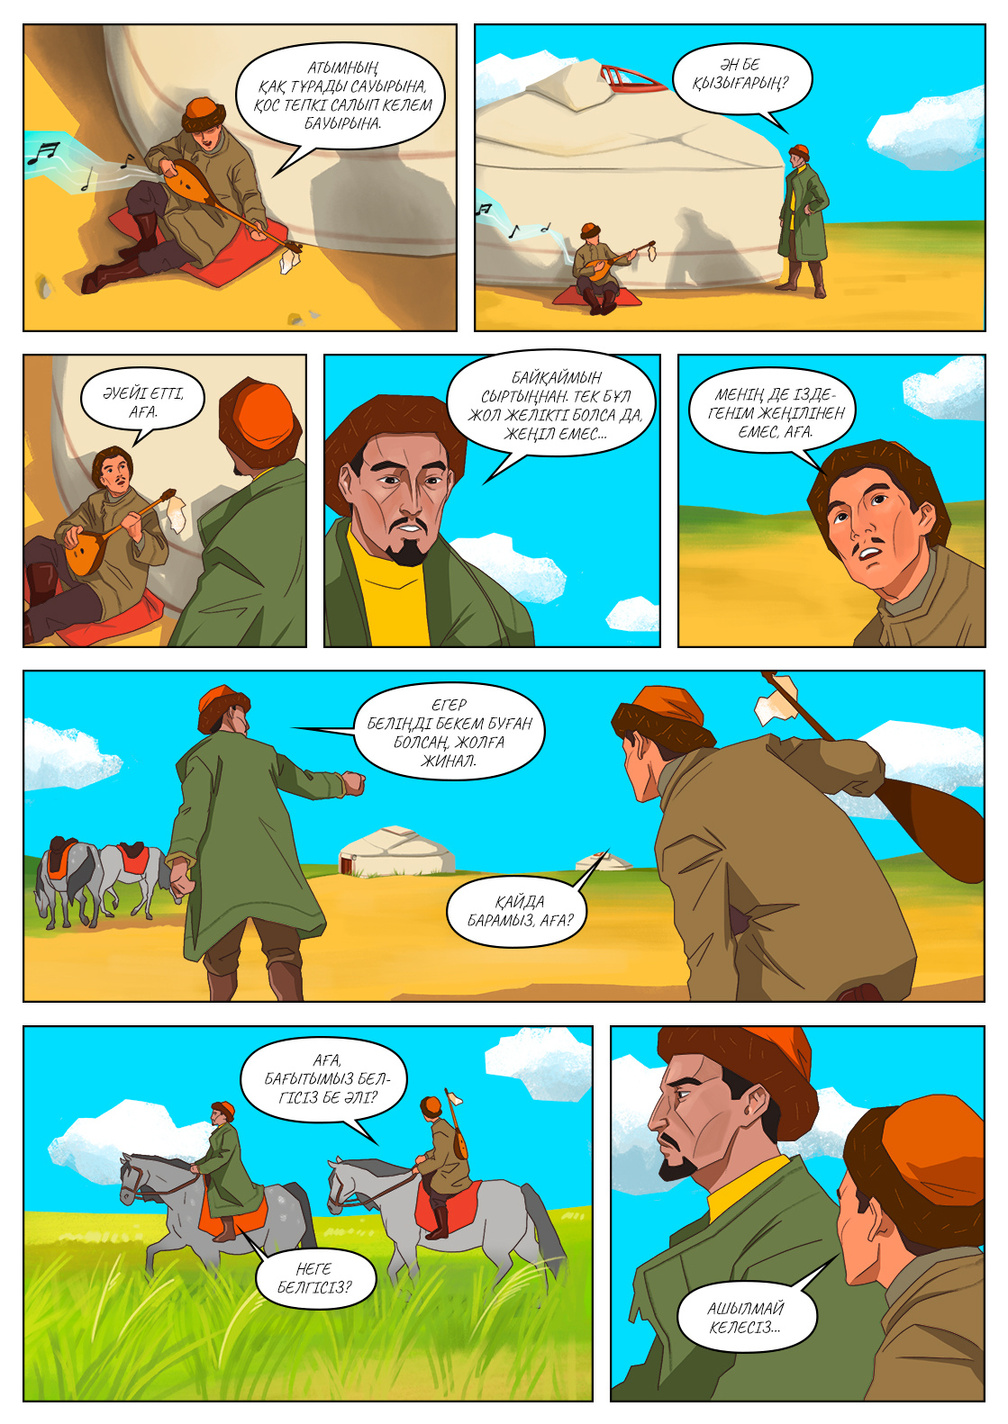 АТЫМНЫҢ
ҚАҚ ТҰРАДЫ САУЫРЫНА,
ҚОС ТЕПКІ САЛЫП КЕЛЕМ
БАУЫРЫНА.
ӘН БЕ
ҚЫЗЫҒАРЫҢ?
ӘУЕЙІ ЕТТІ,
АҒА.
БАЙҚАЙМЫН
СЫРТЫҢНАН. ТЕК БҰЛ
ЖОЛ ЖЕЛІКТІ БОЛСА ДА,
ЖЕҢІЛ ЕМЕС...
МЕНІҢ ДЕ ІЗДЕ-
ГЕНІМ ЖЕҢІЛІНЕН
ЕМЕС, АҒА.
ЕГЕР
БЕЛІҢДІ БЕКЕМ БУҒАН
БОЛСАҢ, ЖОЛҒА
ЖИНАЛ.
ҚАЙДА
БАРАМЫЗ, АҒА?
АҒА,
БАҒЫТЫМЫЗ БЕЛ-
ГІСІЗ БЕ ӘЛІ?
НЕГЕ
БЕЛГІСІЗ?
АШЫЛМАЙ
КЕЛЕСІЗ...